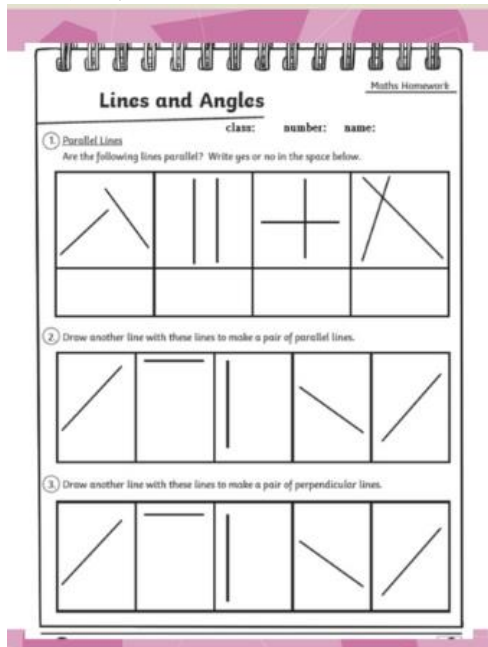 Maths Homework
Lines and Angles
class: number: name:
1. Parallel Lines
Are the following lines parallel? Write yes or no in the space below.
2. Draw another line with these lines to make a pair of parallel lines.
3. Draw another line with these lines to make a pair of perpendicular lines.